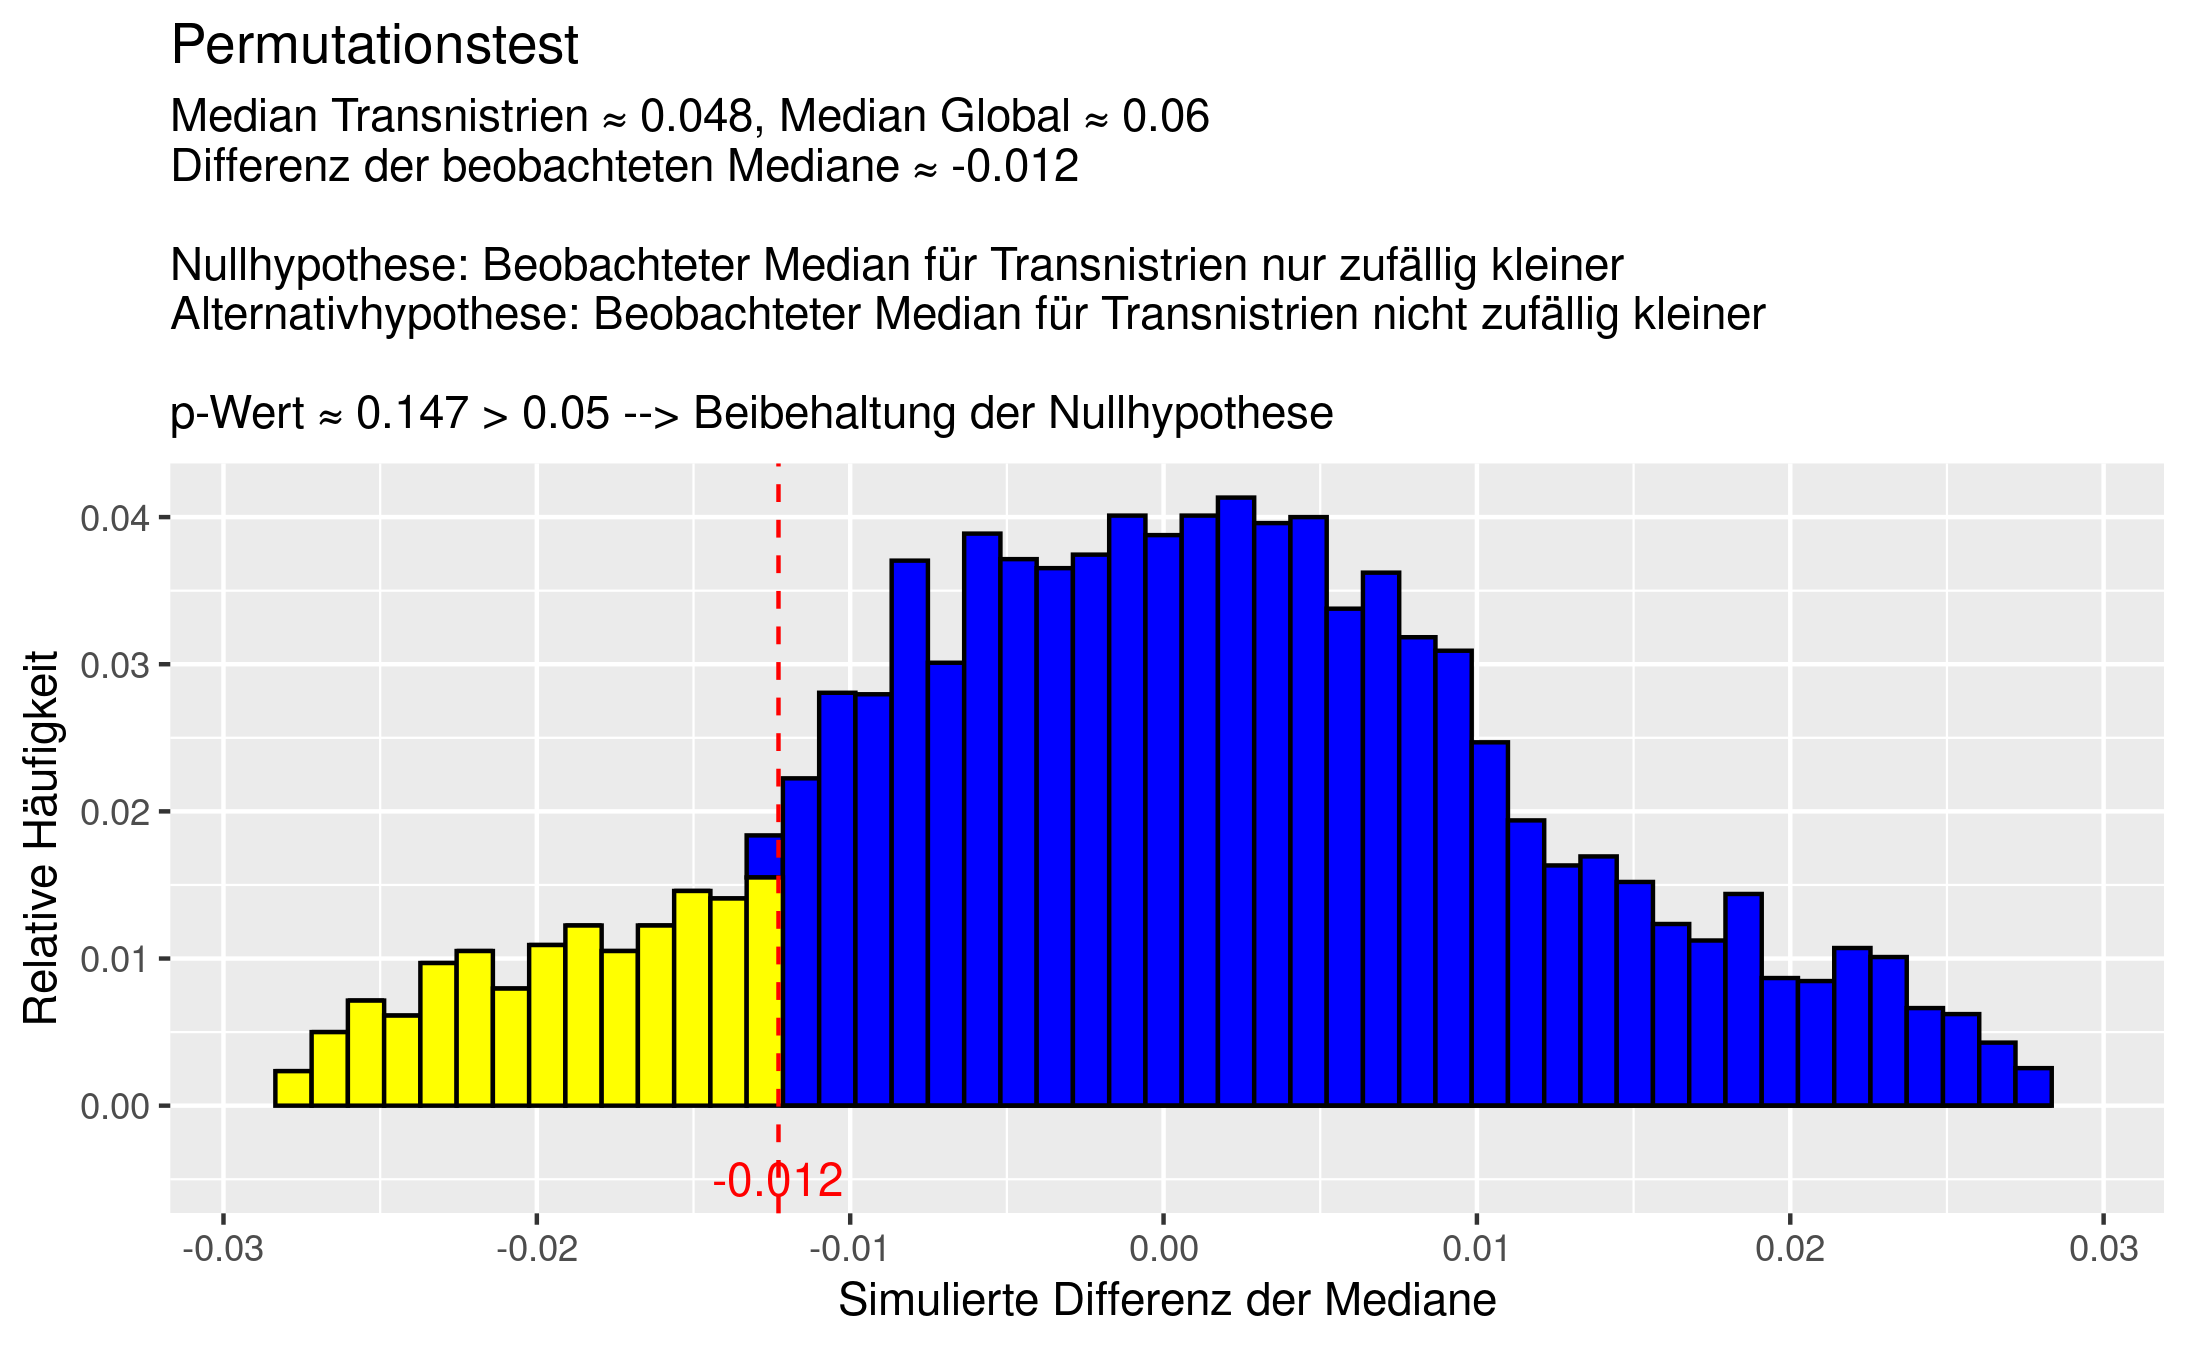 Permutationstest
Median Transnistrien ≈ 0.048, Median Global ≈ 0.06
Differenz der beobachteten Mediane ≈ -0.012
Nullhypothese: Beobachteter Median für Transnistrien nur zufällig kleiner
Alternativhypothese: Beobachteter Median für Transnistrien nicht zufällig kleiner
p-Wert ≈ 0.147 > 0.05 --> Beibehaltung der Nullhypothese
Relative Häufigkeit
0.04
0.03
0.02
0.01
0.00
-0.012
-0.03 -0.02 -0.01 0.00 0.01 0.02 0.03
Simulierte Differenz der Mediane